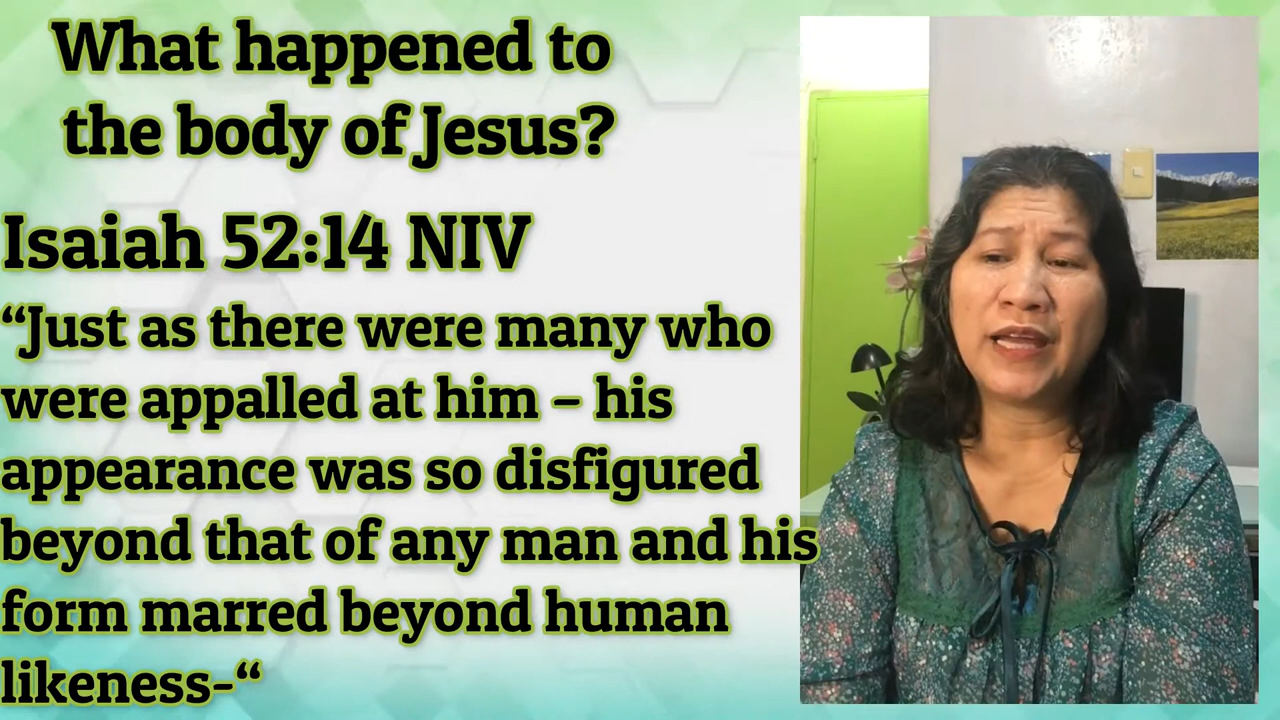 What happened to
the body of Jesus?
Isaiah 52:14 NIV
“Just as there were many who
were appalled at him – his
appearance was so disfigured
beyond that of any man and his
form marred beyond human
likeness-“